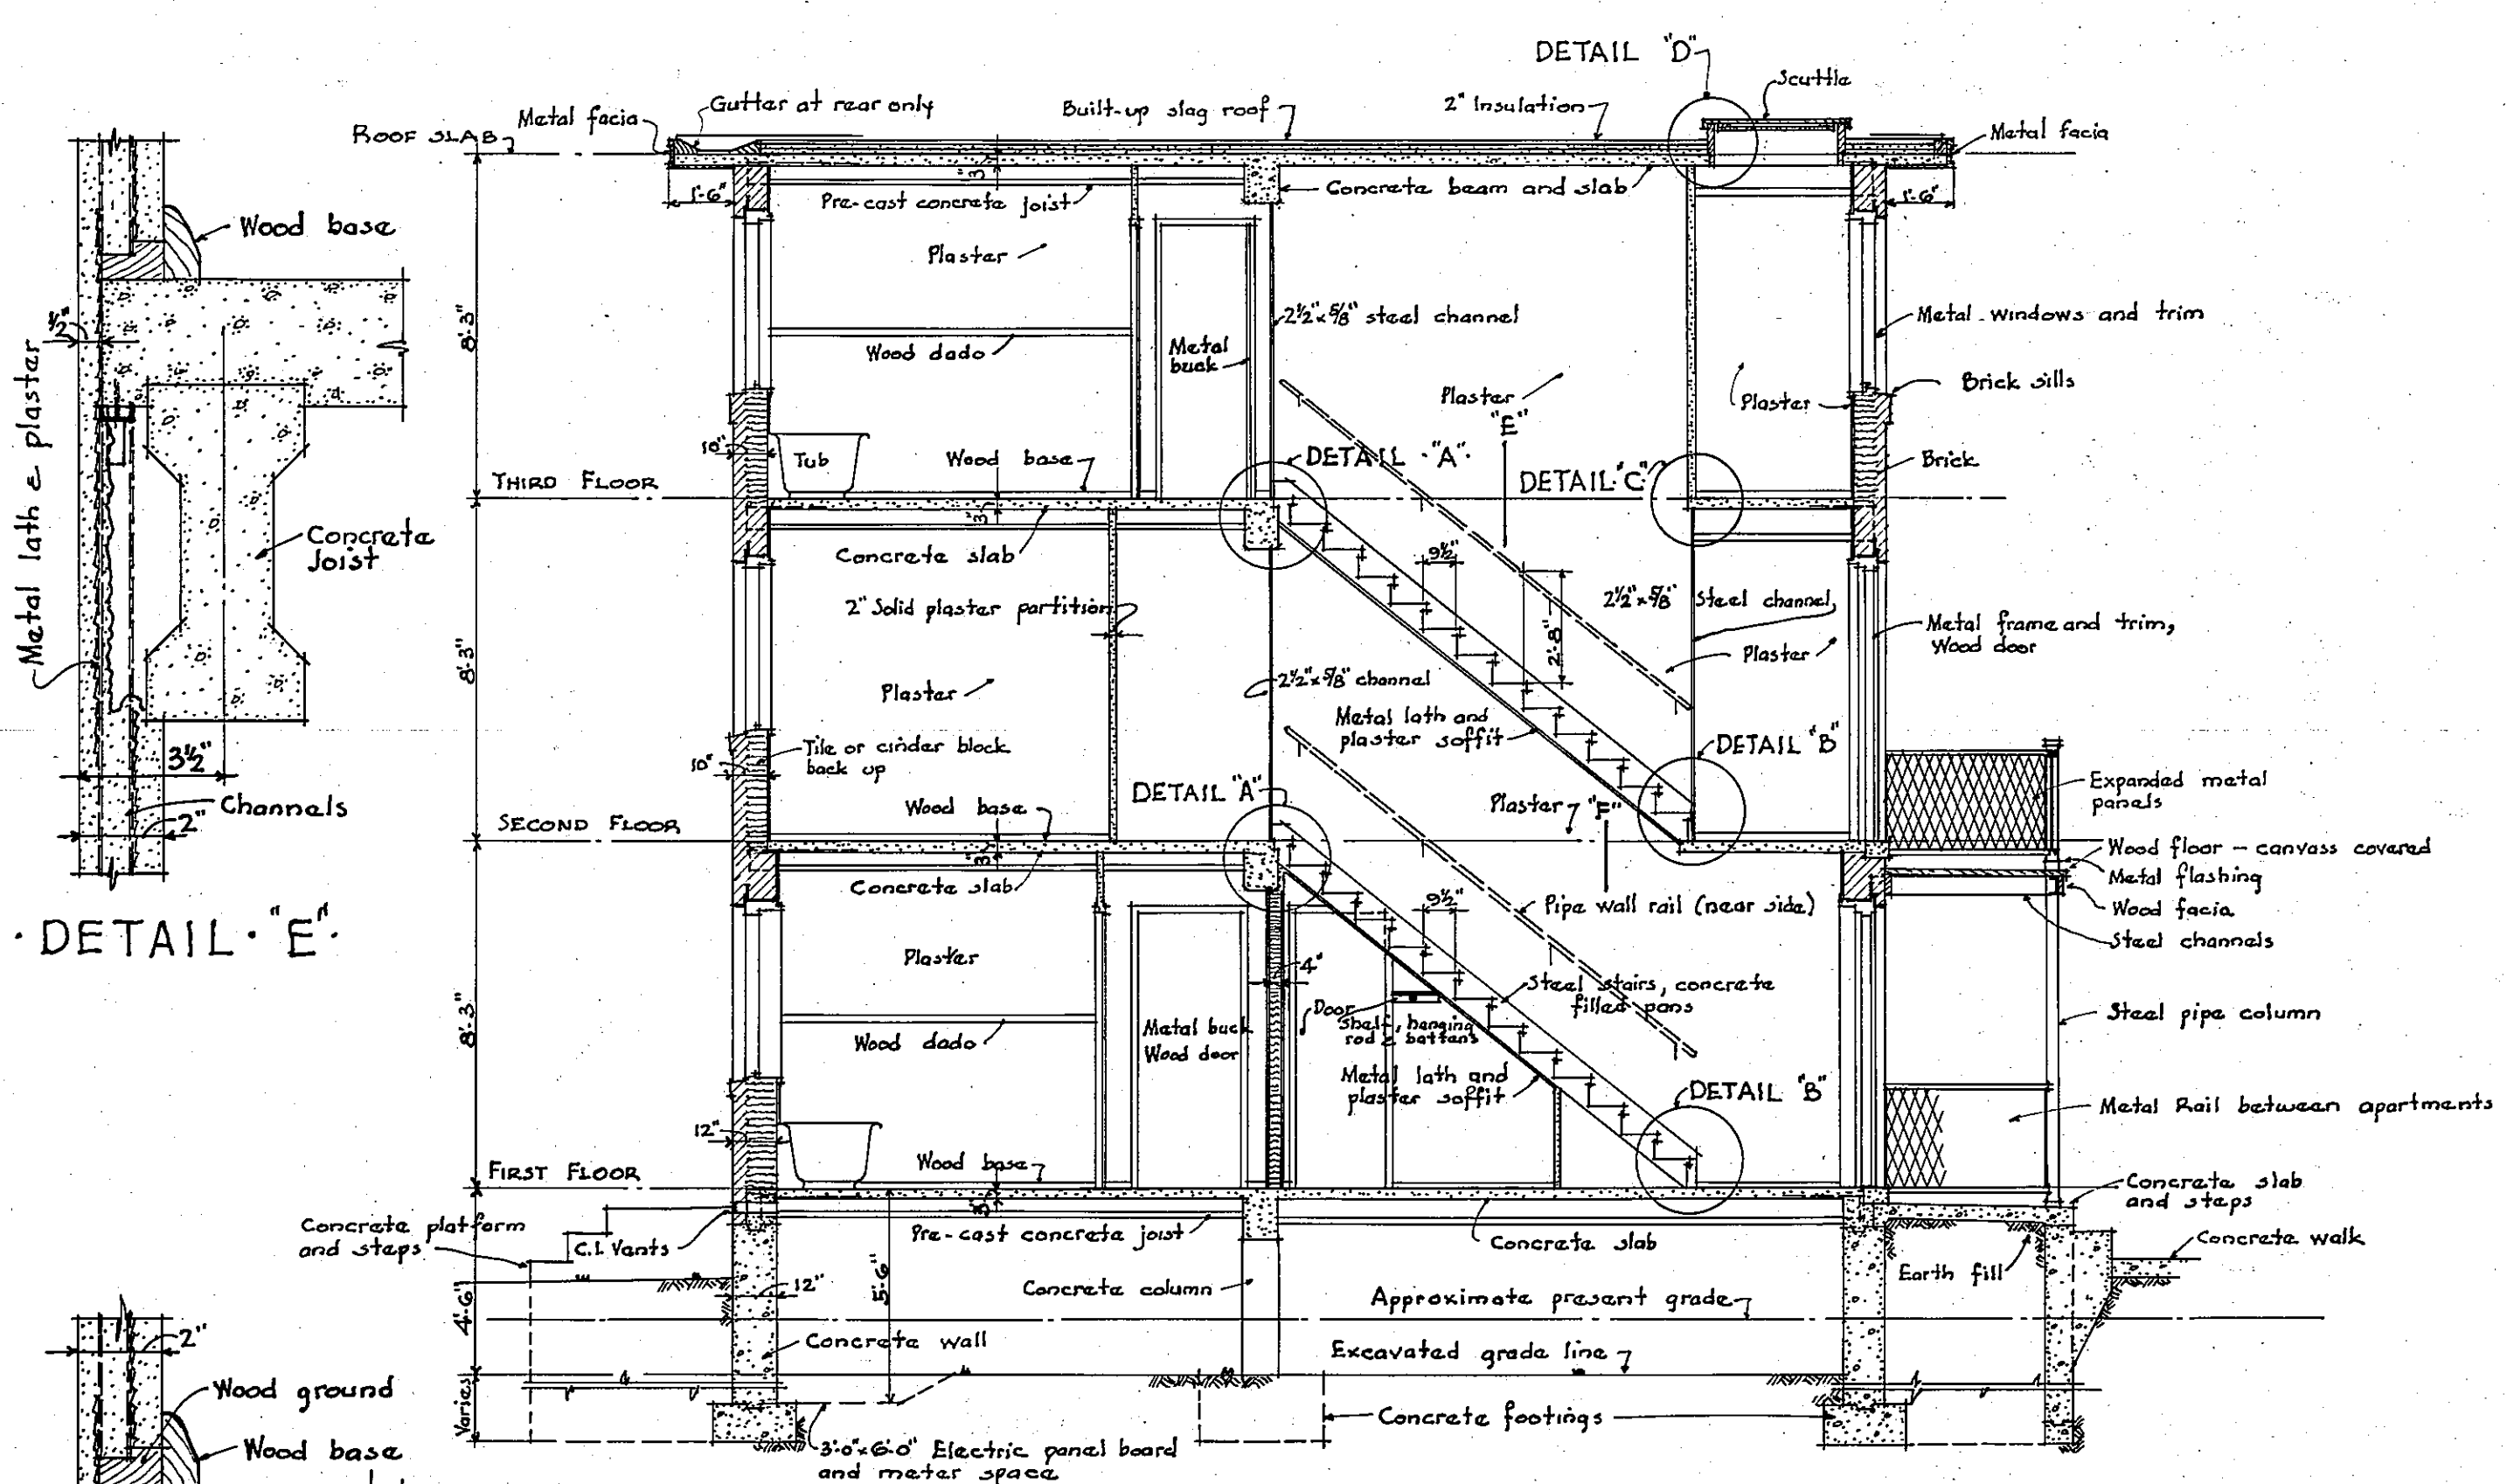 DETAIL "D"
Scuttle
Gutter at rear only
Built-up slag roof
2" Insulation
Metal facia
ROOF SLAB
Metal facia
3"
1'-6"
Pre-cast concrete joist
Concrete beam and slab
1'-6"
Wood base
Plaster
2½"x⅝" steel channel
Metal windows and trim
½"
8'-3"
Wood dado
Metal
buck
Brick sills
Metal lath & plaster
Plaster
"E"
Plaster
10"
Tub
Wood base
DETAIL "A"
DETAIL "C"
Brick
THIRD FLOOR
3"
Concrete
Joist
Concrete slab
9½"
2" Solid plaster partition
2½"x⅝" Steel channel
Metal frame and trim,
Wood door
8'-3"
2'-8"
Plaster
Plaster
2½"x⅝" channel
Metal lath and
plaster soffit
3½"
10"
Tile or cinder block
back up
DETAIL "B"
Expanded metal
panels
Channels
2"
Wood base
DETAIL "A"
Plaster
SECOND FLOOR
3"
Wood floor - canvass covered
Metal flashing
Concrete slab
9½"
Pipe wall rail (near side)
Wood facia
Steel channels
·DETAIL·"E"·
Plaster
4"
Steel stairs, concrete
filled pans
8'-3"
Door
Shelf, hanging
rod & battens
Steel pipe column
Wood dado
Metal buck
Wood door
Metal lath and
plaster soffit
DETAIL "B"
Metal Rail between apartments
12"
Wood base
FIRST FLOOR
3"
Concrete slab
and steps
Concrete platform
and steps
C.I. Vents
Pre-cast concrete joist
Concrete slab
Concrete walk
Earth fill
4'-6"
12"
5'-6"
Concrete column
Approximate present grade
2"
Concrete wall
Excavated grade line
Wood ground
Varies
Concrete footings
Wood base
3'-0"x6'-0" Electric panel board
and meter space